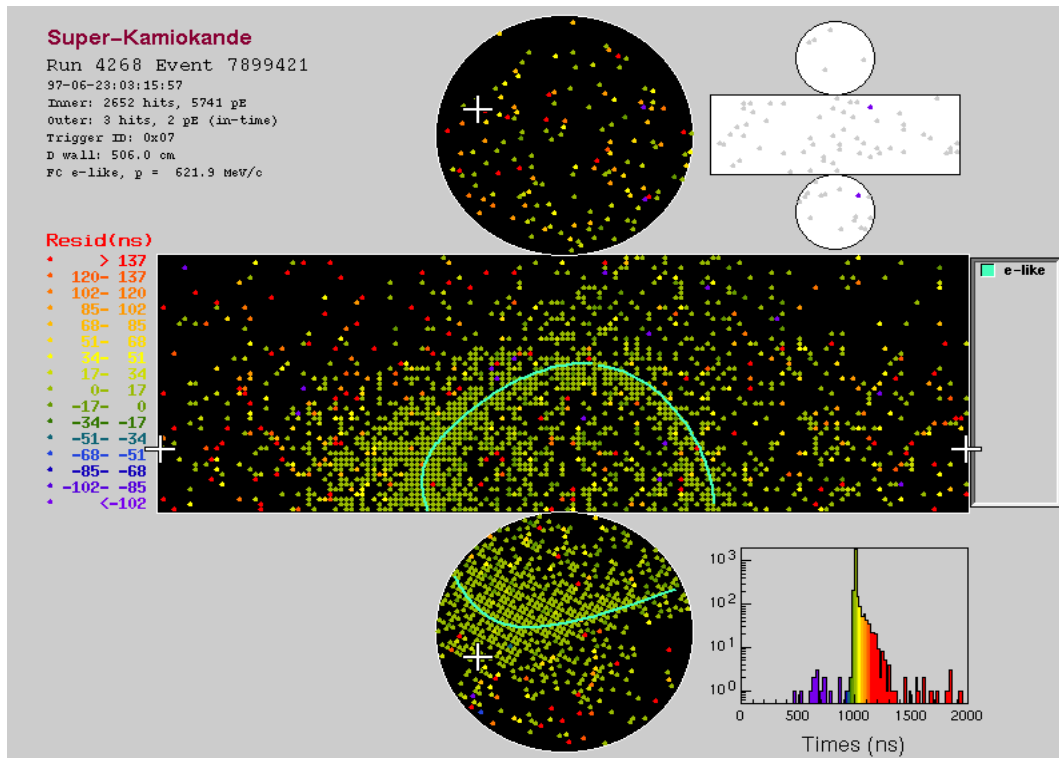 Super-Kamiokande
Run 4268 Event 7899421
97-06-23:03:15:57
Inner: 2652 hits, 5741 pE
Outer: 3 hits, 2 pE (in-time)
Trigger ID: 0x07
D wall: 506.0 cm
FC e-like, p = 621.9 MeV/c
Resid(ns)
> 137
120- 137
102- 120
85- 102
68- 85
51- 68
34- 51
17- 34
0- 17
-17- 0
-34- -17
-51- -34
-68- -51
-85- -68
-102- -85
<-102
e-like
10³
10²
10¹
10⁰
0 500 1000 1500 2000
Times (ns)